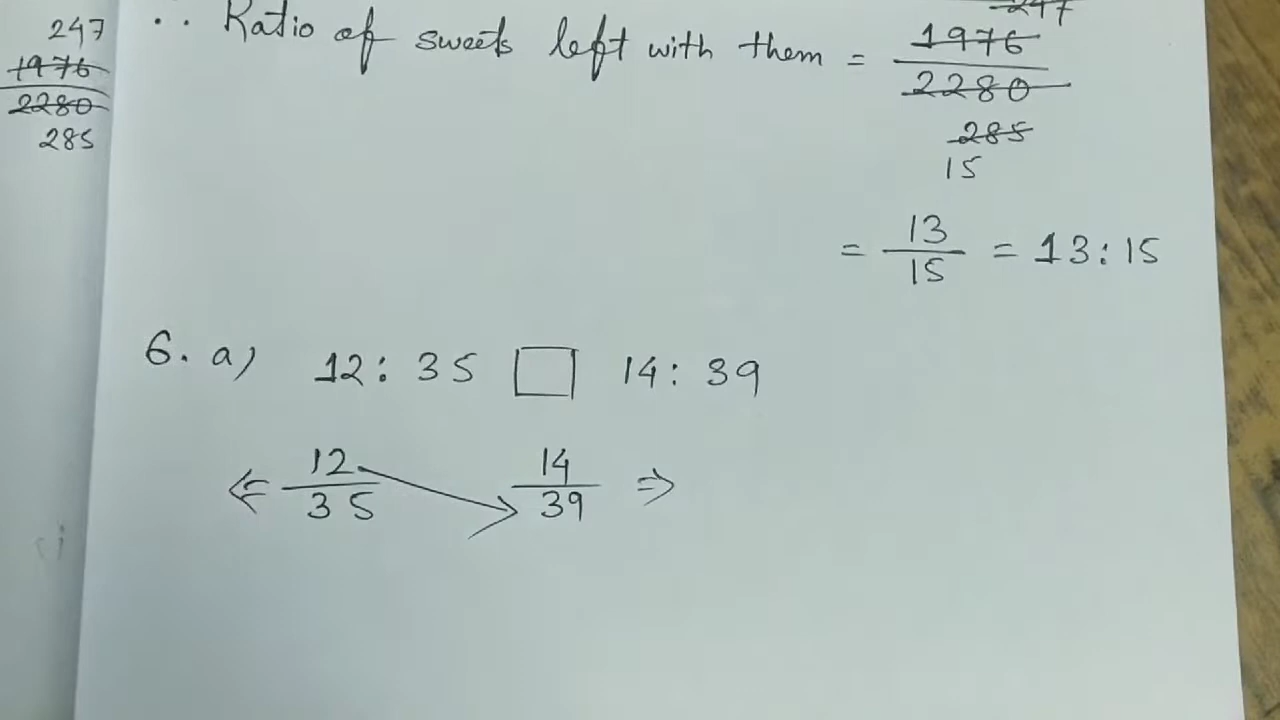 247
1976
2280
285
∴ Ratio of sweets left with them = 1976
2280
247
285
15
= 13/15 = 13:15
6. a) 12: 35 □ 14: 39
⇐ 12/35 14/39 ⇒